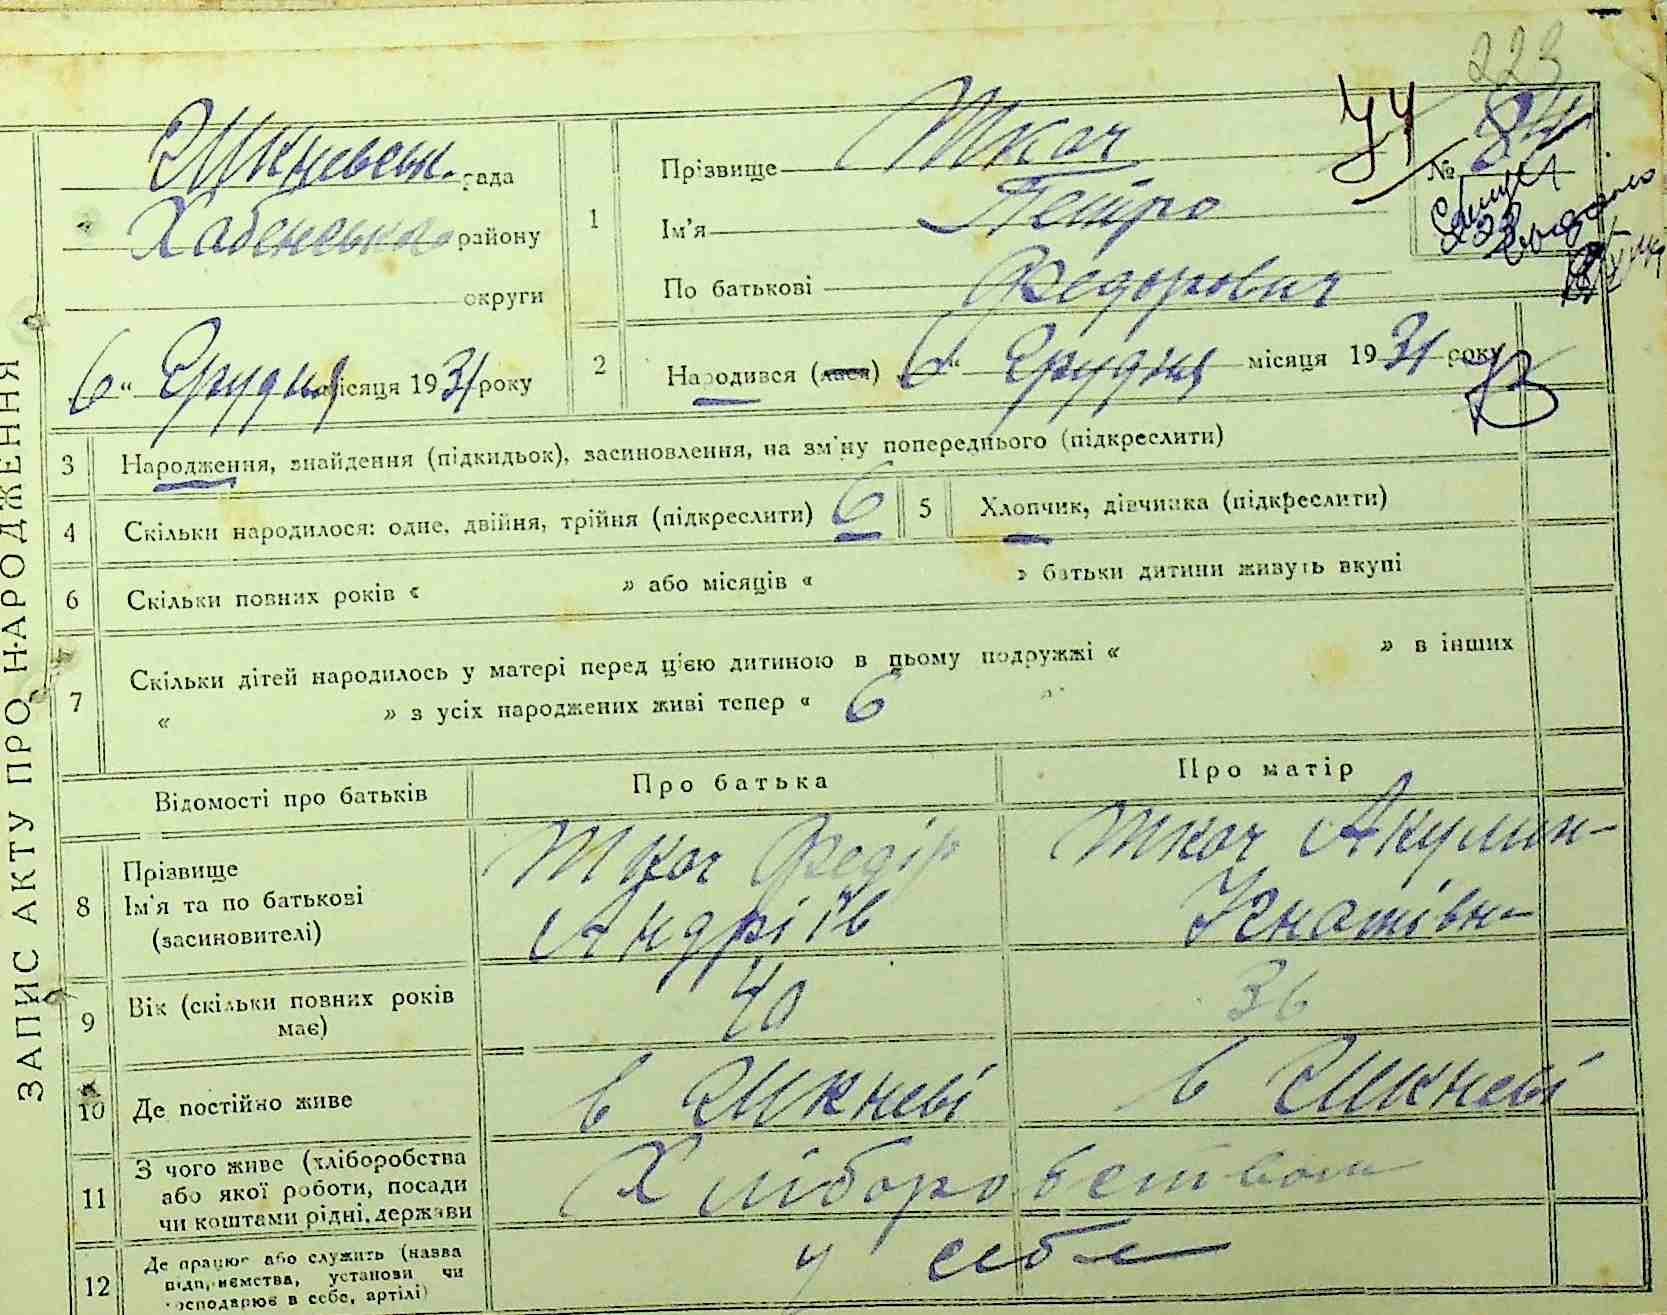 223
74
№ 84
рада
Хабенського району
округи
„6“ Грудня місяця 1931 року
1
Прізвище Ткач
Ім'я Петро
По батькові Федорович
2
Народився (лася) „6“ Грудня місяця 1931 року
ЗАПИС АКТУ ПРО НАРОДЖЕННЯ
3 Народження, знайдення (підкидьок), засиновлення, на зм'ну попереднього (підкреслити)
4 Скільки народилося: одне, двійня, трійня (підкреслити) 6
5 Хлопчик, дівчинка (підкреслити)
6 Скільки повних років « » або місяців « » батьки дитини живуть вкупі
7 Скільки дітей народилось у матері перед цією дитиною в цьому подружжі « » в інших
« » з усіх народжених живі тепер « 6 »
Відомості про батьків Про батька Про матір
8 Прізвище
Ім'я та по батькові
(засиновителі)
Ткач Федір
Андріїв
Ткач Акулин-
Ігнатівн-
9 Вік (скільки повних років
має)
40 36
10 Де постійно живе в в
11 З чого живе (хліборобства
або якої роботи, посади
чи коштами рідні, держави
Хліборобством
12 Де працює або служить (назва
підприємства, установи чи
господарює в себе, артілі)
у себе